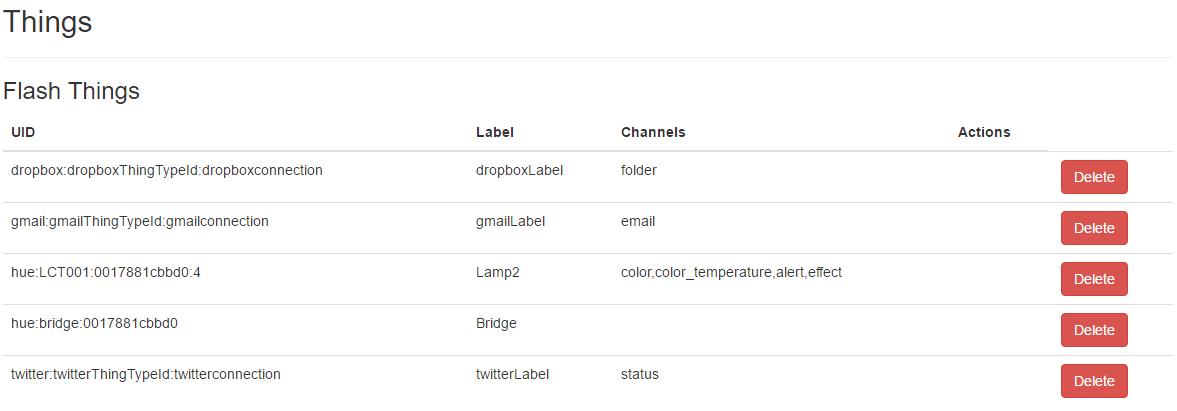 Things
Flash Things
UID Label Channels Actions
dropbox:dropboxThingTypeId:dropboxconnection dropboxLabel folder Delete
gmail:gmailThingTypeId:gmailconnection gmailLabel email Delete
hue:LCT001:0017881cbbd0:4 Lamp2 color,color_temperature,alert,effect Delete
hue:bridge:0017881cbbd0 Bridge Delete
twitter:twitterThingTypeId:twitterconnection twitterLabel status Delete